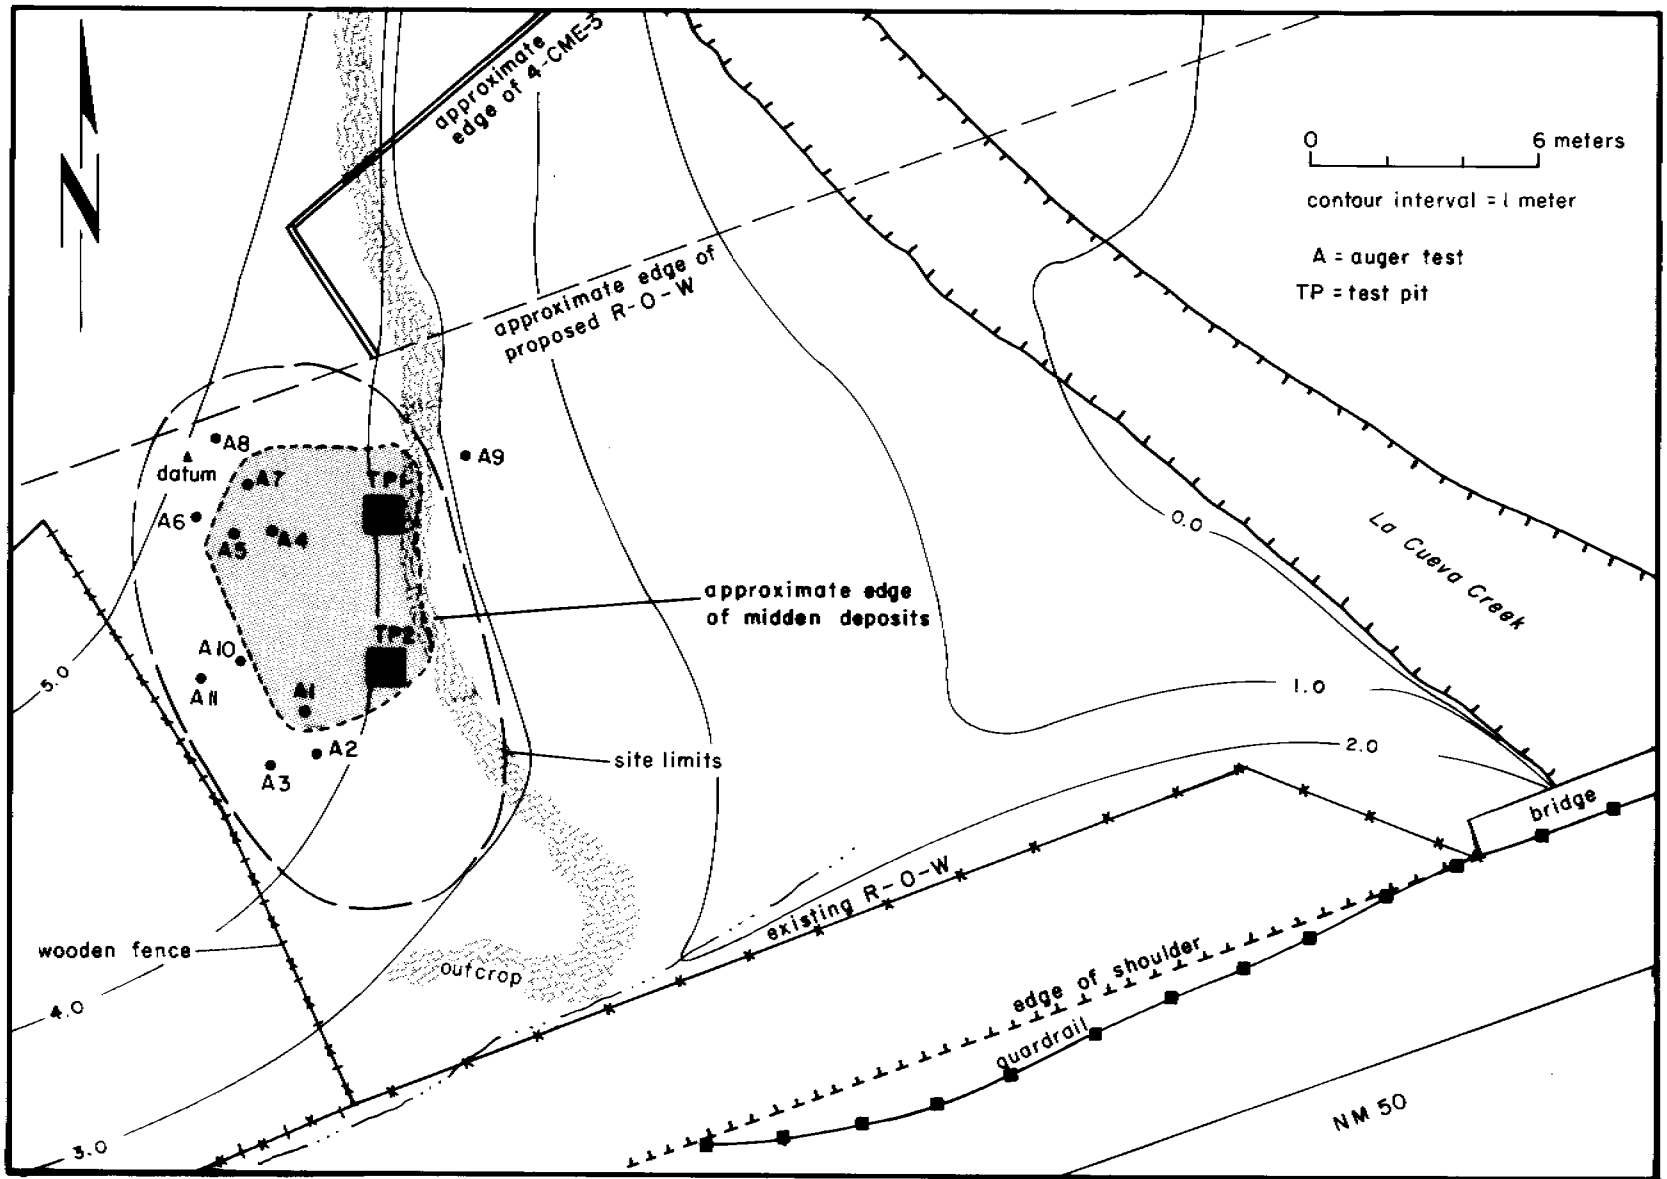 approximate
edge of 4-CME-3
N
0 6 meters
contour interval = 1 meter
A = auger test
TP = test pit
approximate edge of
proposed R-O-W
A8
A9
datum
A7
TP1
A6
A5
A4
0.0
La Cueva Creek
approximate edge
of midden deposits
TP2
A10
5.0
A11
A1
1.0
A2
2.0
site limits
A3
bridge
existing R-O-W
wooden fence
outcrop
edge of shoulder
4.0
guardrail
NM 50
3.0